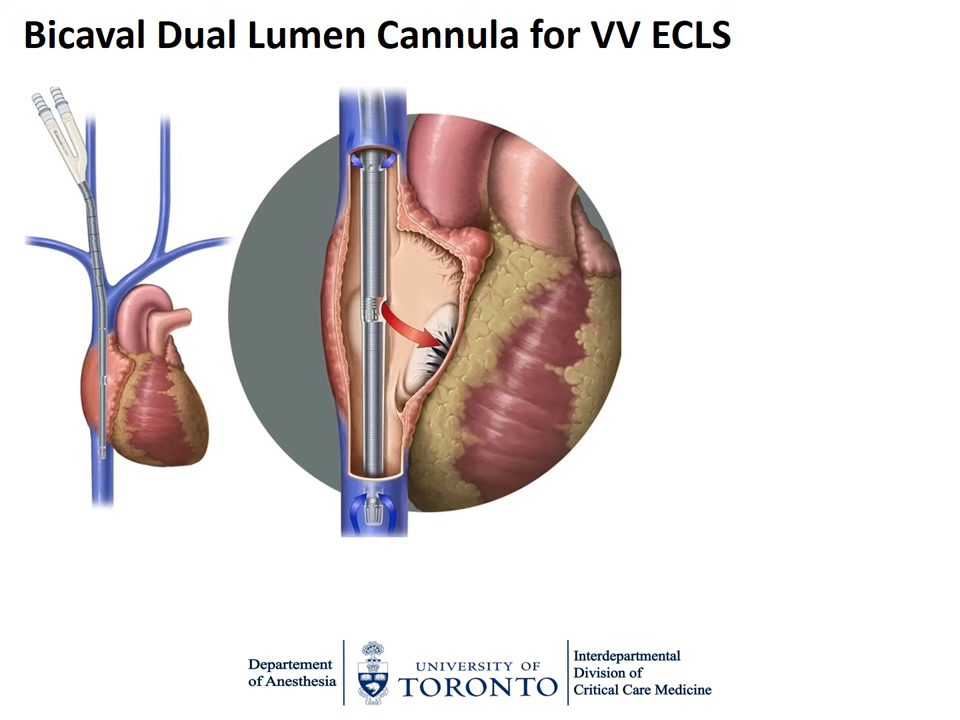 Bicaval Dual Lumen Cannula for VV ECLS
Departement
of Anesthesia
UNIVERSITY OF
TORONTO
Interdepartmental
Division of
Critical Care Medicine